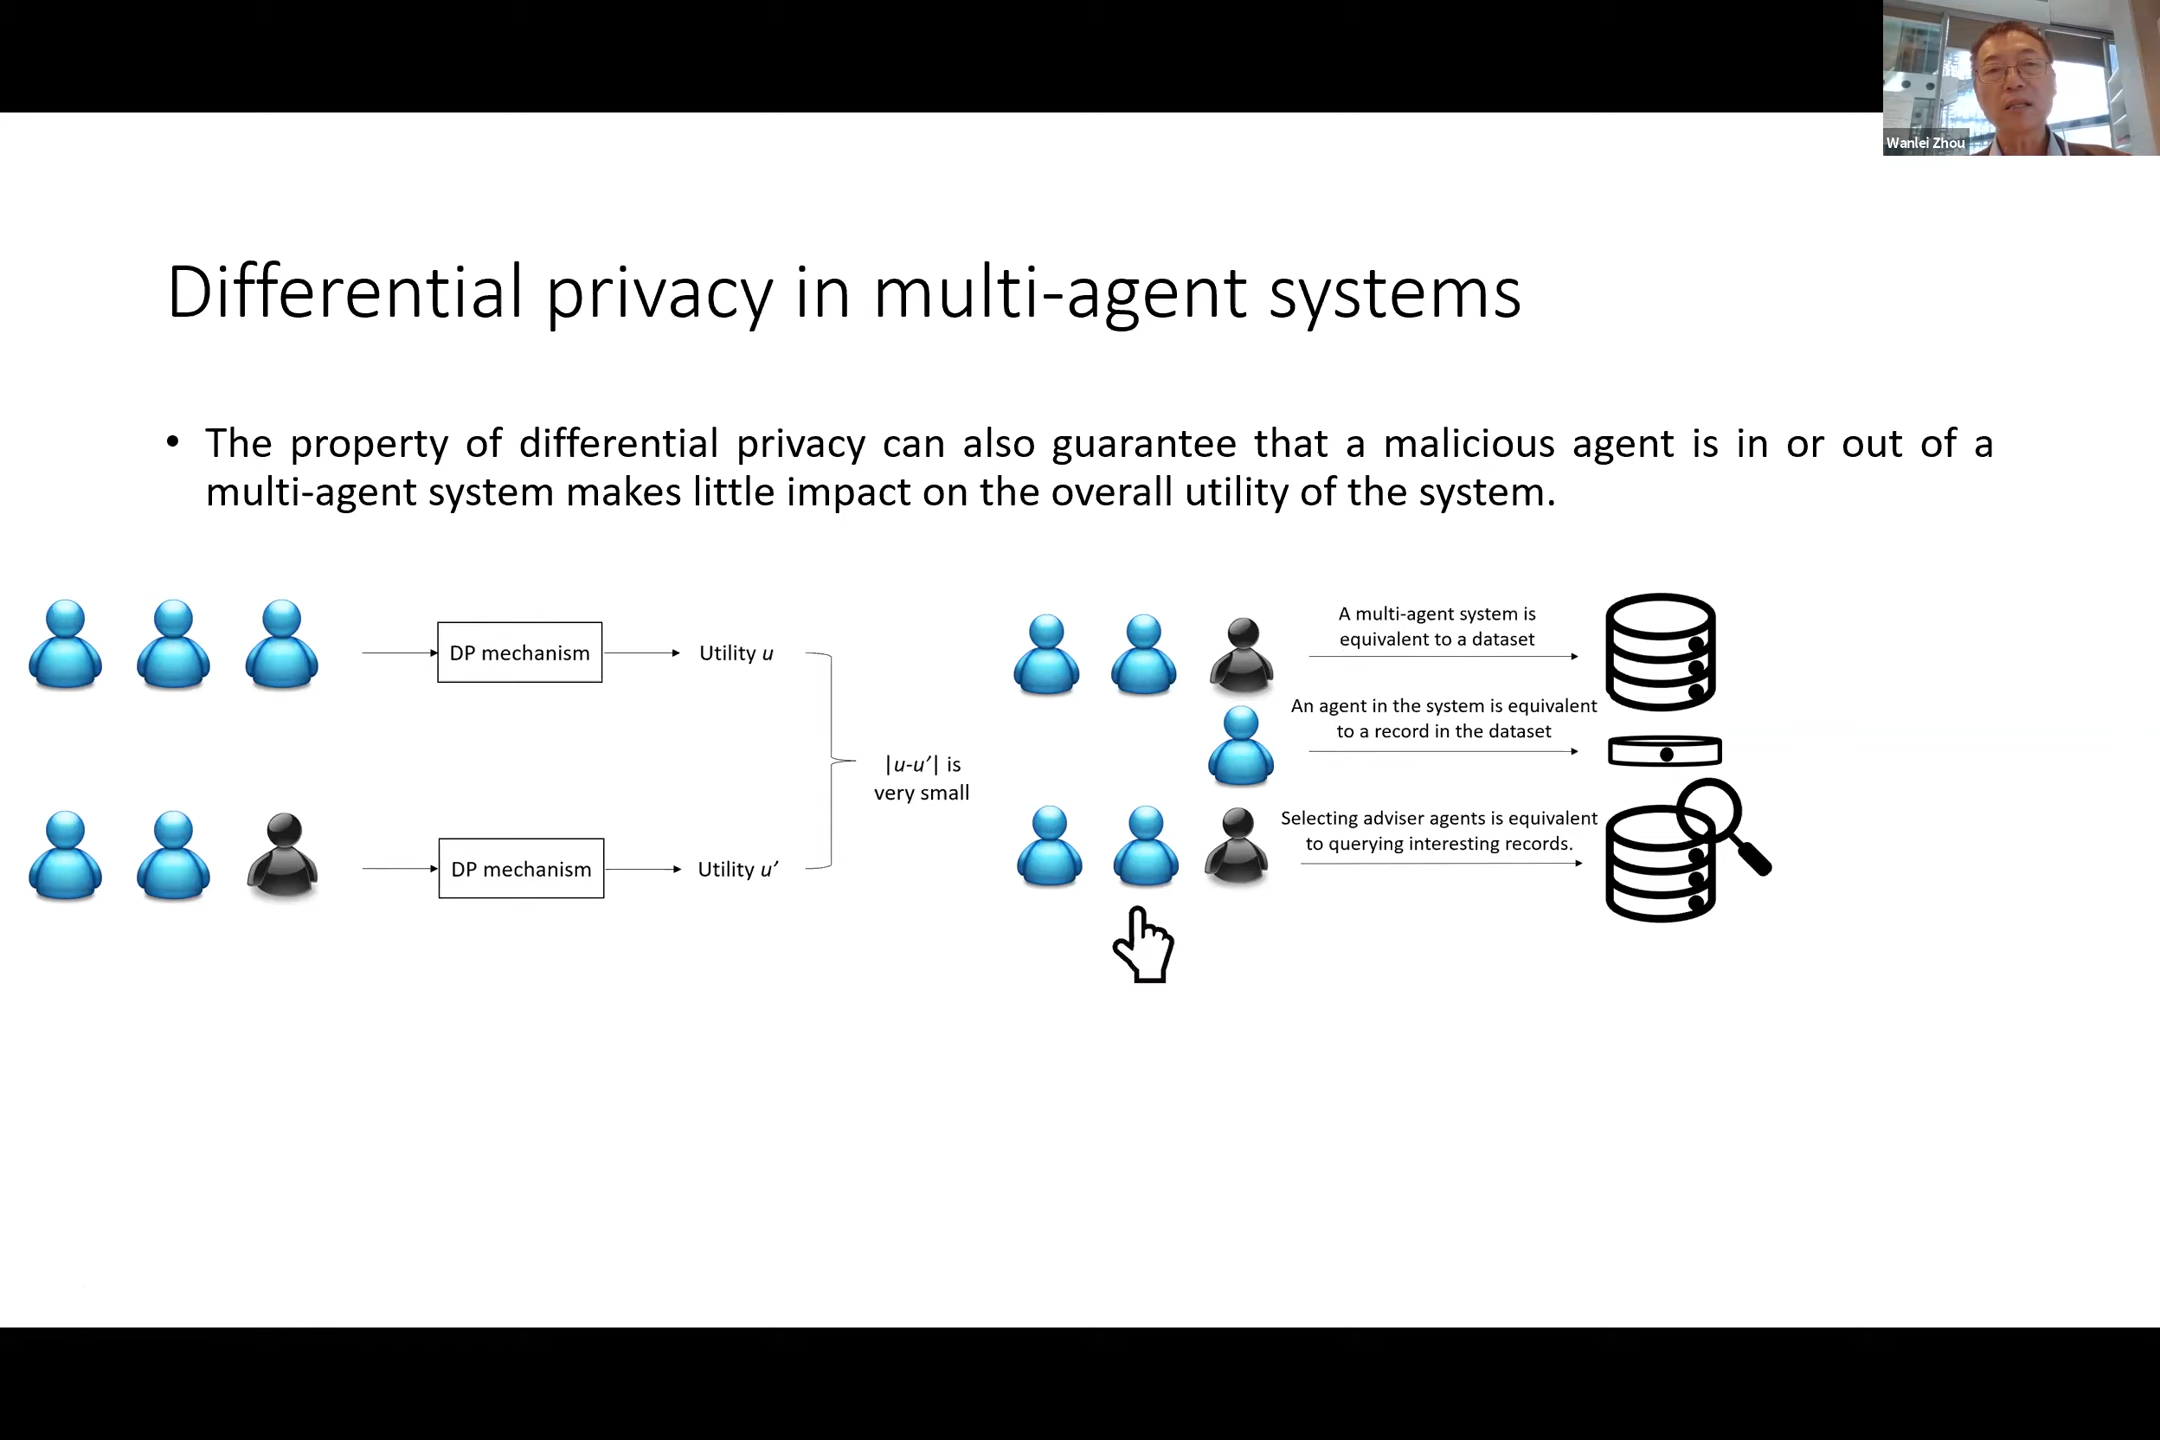 Wanlei Zhou
Differential privacy in multi-agent systems
• The property of differential privacy can also guarantee that a malicious agent is in or out of a
multi-agent system makes little impact on the overall utility of the system.
DP mechanism
Utility u
DP mechanism
Utility u’
|u-u’| is
very small
A multi-agent system is
equivalent to a dataset
An agent in the system is equivalent
to a record in the dataset
Selecting adviser agents is equivalent
to querying interesting records.